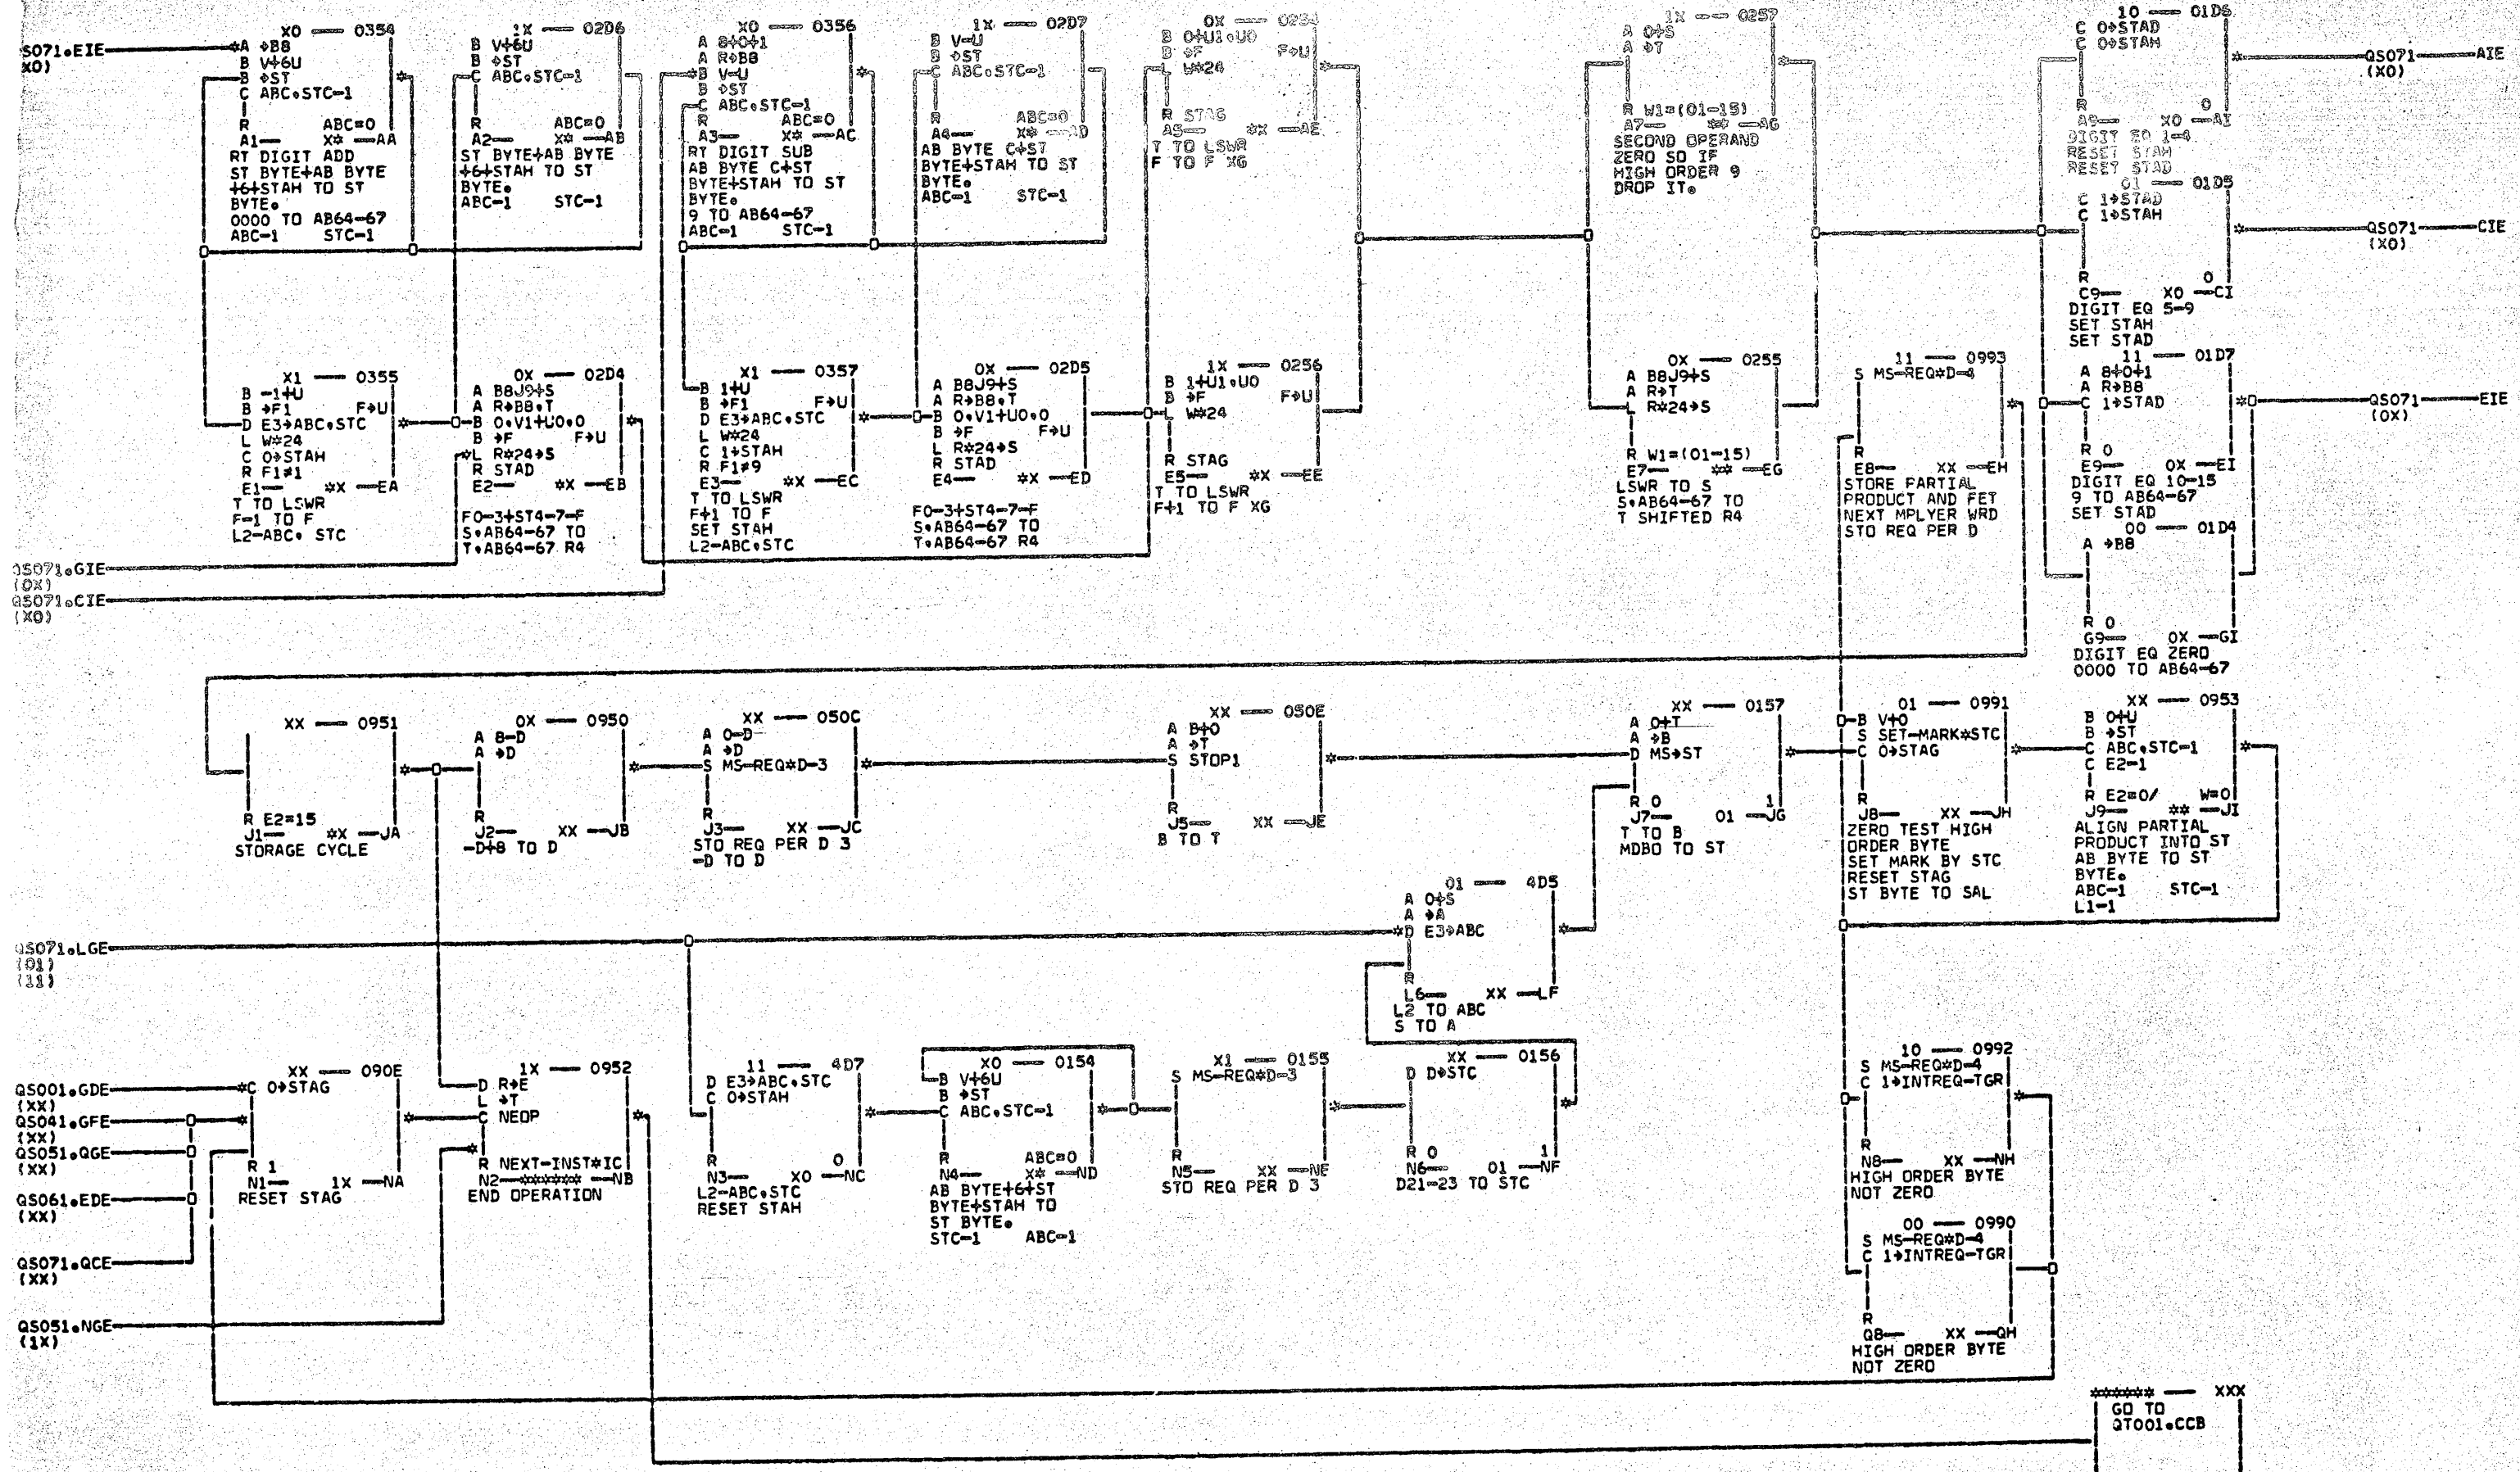 S071.EIE
X0)
X0 — 0354
*A →B8
B V+6U
B →ST
C ABC.STC-1
R ABC=0
A1— X* —AA
RT DIGIT ADD
ST BYTE+AB BYTE
+6+STAH TO ST
BYTE.
0000 TO AB64-67
ABC-1 STC-1
1X — 02D6
B V+6U
B →ST
C ABC.STC-1
R ABC=0
A2— X* —AB
ST BYTE+AB BYTE
+6+STAH TO ST
BYTE.
ABC-1 STC-1
X0 — 0356
A 8+0+1
A R→B8
*B V-U
B →ST
C ABC.STC-1
R ABC=0
A3— X* —AC
RT DIGIT SUB
AB BYTE C+ST
BYTE+STAH TO ST
BYTE.
9 TO AB64-67
ABC-1 STC-1
1X — 02D7
B V-U
B →ST
C ABC.STC-1
R ABC=0
A4— X* —AD
AB BYTE C+ST
BYTE+STAH TO ST
BYTE.
ABC-1 STC-1
0X — 0254
B 0+U1.U0
B →F F→U
L W*24
R STAG
A5— *X —AE
T TO LSWR
F TO F XG
1X — 0257
A 0+S
A →T
R W1=(01-15)
A7— ** —AG
SECOND OPERAND
ZERO SO IF
HIGH ORDER 9
DROP IT.
10 — 01D6
C 0→STAD
C 0→STAH
R 0
A9— X0 —AI
DIGIT EQ 1-4
RESET STAH
RESET STAD
*QS071—AIE
(X0)
01 — 01D5
C 1→STAD
C 1→STAH
R 0
C9— X0 —CI
DIGIT EQ 5-9
SET STAH
SET STAD
*QS071—CIE
(X0)
X1 — 0355
B -1+U
B →F1 F→U
D E3→ABC.STC
L W*24
C 0→STAH
R F1≠1
E1— *X —EA
T TO LSWR
F-1 TO F
L2-ABC. STC
0X — 02D4
A B8J9+S
A R→B8.T
B 0.V1+U0.0
B →F F→U
*L R*24→S
R STAD
E2— *X —EB
F0-3+ST4-7-F
S.AB64-67 TO
T.AB64-67 R4
X1 — 0357
B 1+U
B →F1 F→U
D E3→ABC.STC
L W*24
C 1→STAH
R F1≠9
E3— *X —EC
T TO LSWR
F+1 TO F
SET STAH
L2-ABC.STC
0X — 02D5
A B8J9+S
A R→B8.T
B 0.V1+U0.0
B →F F→U
L R*24→S
R STAD
E4— *X —ED
F0-3+ST4-7-F
S.AB64-67 TO
T.AB64-67 R4
1X — 0256
B 1+U1.U0
B →F F→U
L W*24
R STAG
E5— *X —EE
T TO LSWR
F+1 TO F XG
0X — 0255
A B8J9+S
A R→T
L R*24→S
R W1=(01-15)
E7— ** —EG
LSWR TO S
S.AB64-67 TO
T SHIFTED R4
11 — 0993
S MS-REQ*D-4
R
E8— XX —EH
STORE PARTIAL
PRODUCT AND FET
NEXT MPLYER WRD
STO REQ PER D
11 — 01D7
A 8+0+1
A R→B8
C 1→STAD
R 0
E9— 0X —EI
DIGIT EQ 10-15
9 TO AB64-67
SET STAD
*QS071—EIE
(0X)
00 — 01D4
A →B8
R 0
G9— 0X —GI
DIGIT EQ ZERO
0000 TO AB64-67
QS071.GIE
(0X)
QS071.CIE
(X0)
XX — 0951
R E2=15
J1— *X —JA
STORAGE CYCLE
0X — 0950
A 8-D
A →D
R
J2— XX —JB
-D+8 TO D
XX — 050C
A 0-D
A →D
S MS-REQ*D-3
R
J3— XX —JC
STO REQ PER D 3
-D TO D
XX — 050E
A B+0
A →T
S STOP1
R
J5— XX —JE
B TO T
XX — 0157
A 0+T
A →B
D MS→ST
R 0 1
J7— 01 —JG
T TO B
MDBO TO ST
01 — 0991
B V+0
S SET-MARK*STC
C 0→STAG
R
J8— XX —JH
ZERO TEST HIGH
ORDER BYTE
SET MARK BY STC
RESET STAG
ST BYTE TO SAL
XX — 0953
B 0+U
B →ST
C ABC.STC-1
C E2-1
R E2=0/ W=0
J9— ** —JI
ALIGN PARTIAL
PRODUCT INTO ST
AB BYTE TO ST
BYTE.
ABC-1 STC-1
L1-1
QS071.LGE
(01)
(11)
01 — 4D5
A 0+S
A →A
*D E3→ABC
R
L6— XX —LF
L2 TO ABC
S TO A
QS001.GDE
(XX)
QS041.GFE
(XX)
QS051.QGE
(XX)
QS061.EDE
(XX)
QS071.QCE
(XX)
QS051.NGE
(1X)
XX — 090E
*C 0→STAG
R 1
N1— 1X —NA
RESET STAG
1X — 0952
D R→E
L →T
C NEOP
R NEXT-INST*IC
N2—******—NB
END OPERATION
11 — 4D7
D E3→ABC.STC
C 0→STAH
R 0
N3— X0 —NC
L2-ABC.STC
RESET STAH
X0 — 0154
B V+6U
B →ST
C ABC.STC-1
R ABC=0
N4— X* —ND
AB BYTE+6+ST
BYTE+STAH TO
ST BYTE.
STC-1 ABC-1
X1 — 0155
S MS-REQ*D-3
R
N5— XX —NE
STO REQ PER D 3
XX — 0156
D D→STC
R 0 1
N6— 01 —NF
D21-23 TO STC
10 — 0992
S MS-REQ*D-4
C 1→INTREQ-TGR
R
N8— XX —NH
HIGH ORDER BYTE
NOT ZERO
00 — 0990
S MS-REQ*D-4
C 1→INTREQ-TGR
R
Q8— XX —QH
HIGH ORDER BYTE
NOT ZERO
****** — XXX
GO TO
QT001.CCB